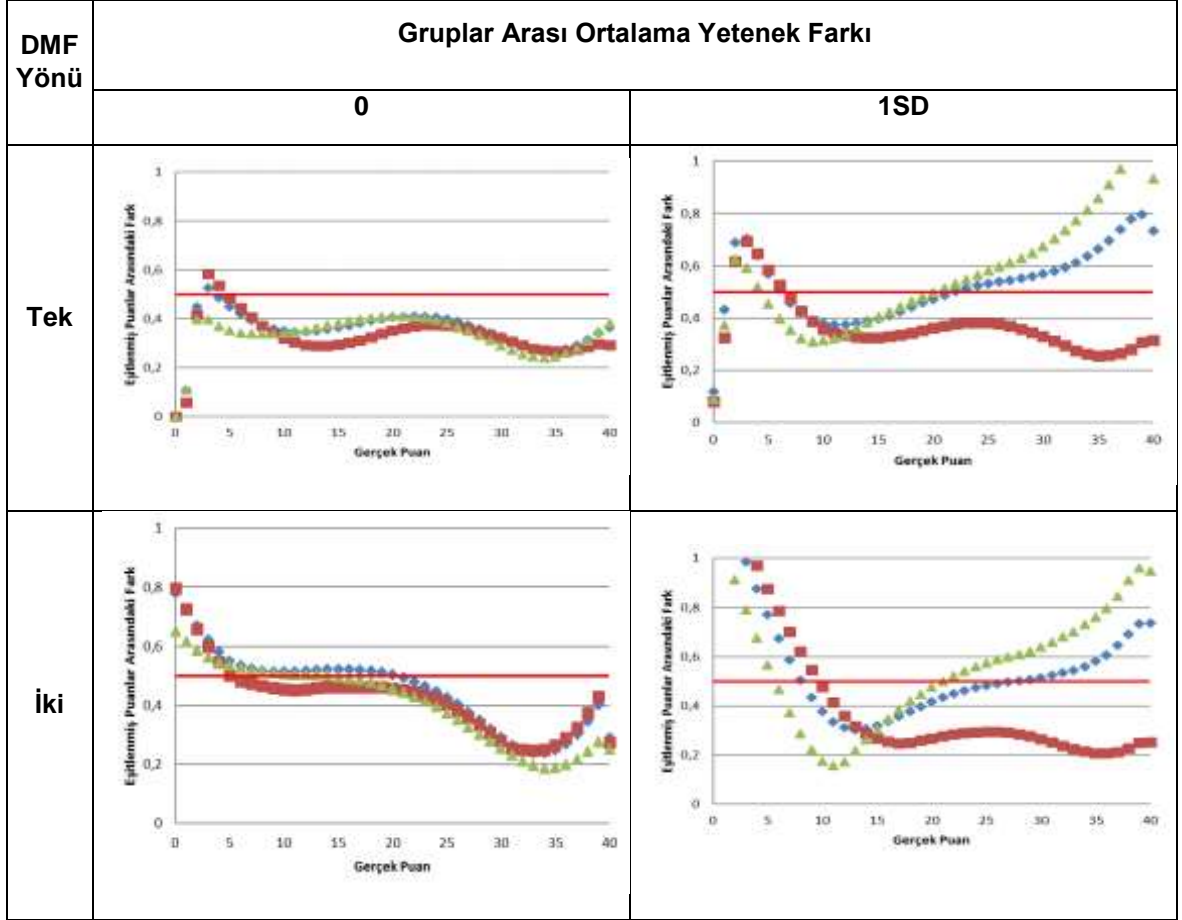 DMF
Yönü
Gruplar Arası Ortalama Yetenek Farkı
0
1SD
Tek
Eşitlenmiş Puanlar Arasındaki Fark
1
0,8
0,6
0,4
0,2
0
0 5 10 15 20 25 30 35 40
Gerçek Puan
Eşitlenmiş Puanlar Arasındaki Fark
1
0,8
0,6
0,4
0,2
0
0 5 10 15 20 25 30 35 40
Gerçek Puan
İki
Eşitlenmiş Puanlar Arasındaki Fark
1
0,8
0,6
0,4
0,2
0
0 5 10 15 20 25 30 35 40
Gerçek Puan
Eşitlenmiş Puanlar Arasındaki Fark
1
0,8
0,6
0,4
0,2
0
0 5 10 15 20 25 30 35 40
Gerçek Puan